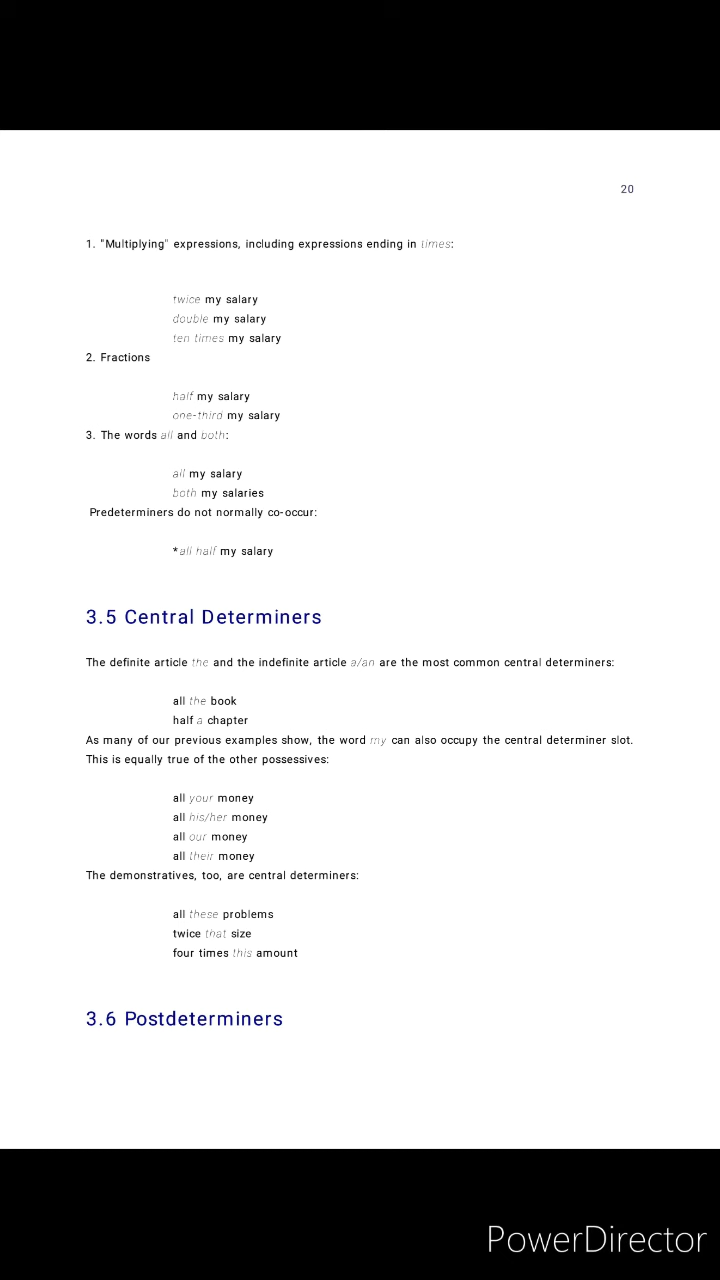 20
1. "Multiplying" expressions, including expressions ending in times:
twice my salary
double my salary
ten times my salary
2. Fractions
half my salary
one-third my salary
3. The words all and both:
all my salary
both my salaries
Predeterminers do not normally co-occur:
*all half my salary
3.5 Central Determiners
The definite article the and the indefinite article a/an are the most common central determiners:
all the book
half a chapter
As many of our previous examples show, the word my can also occupy the central determiner slot.
This is equally true of the other possessives:
all your money
all his/her money
all our money
all their money
The demonstratives, too, are central determiners:
all these problems
twice that size
four times this amount
3.6 Postdeterminers
PowerDirector